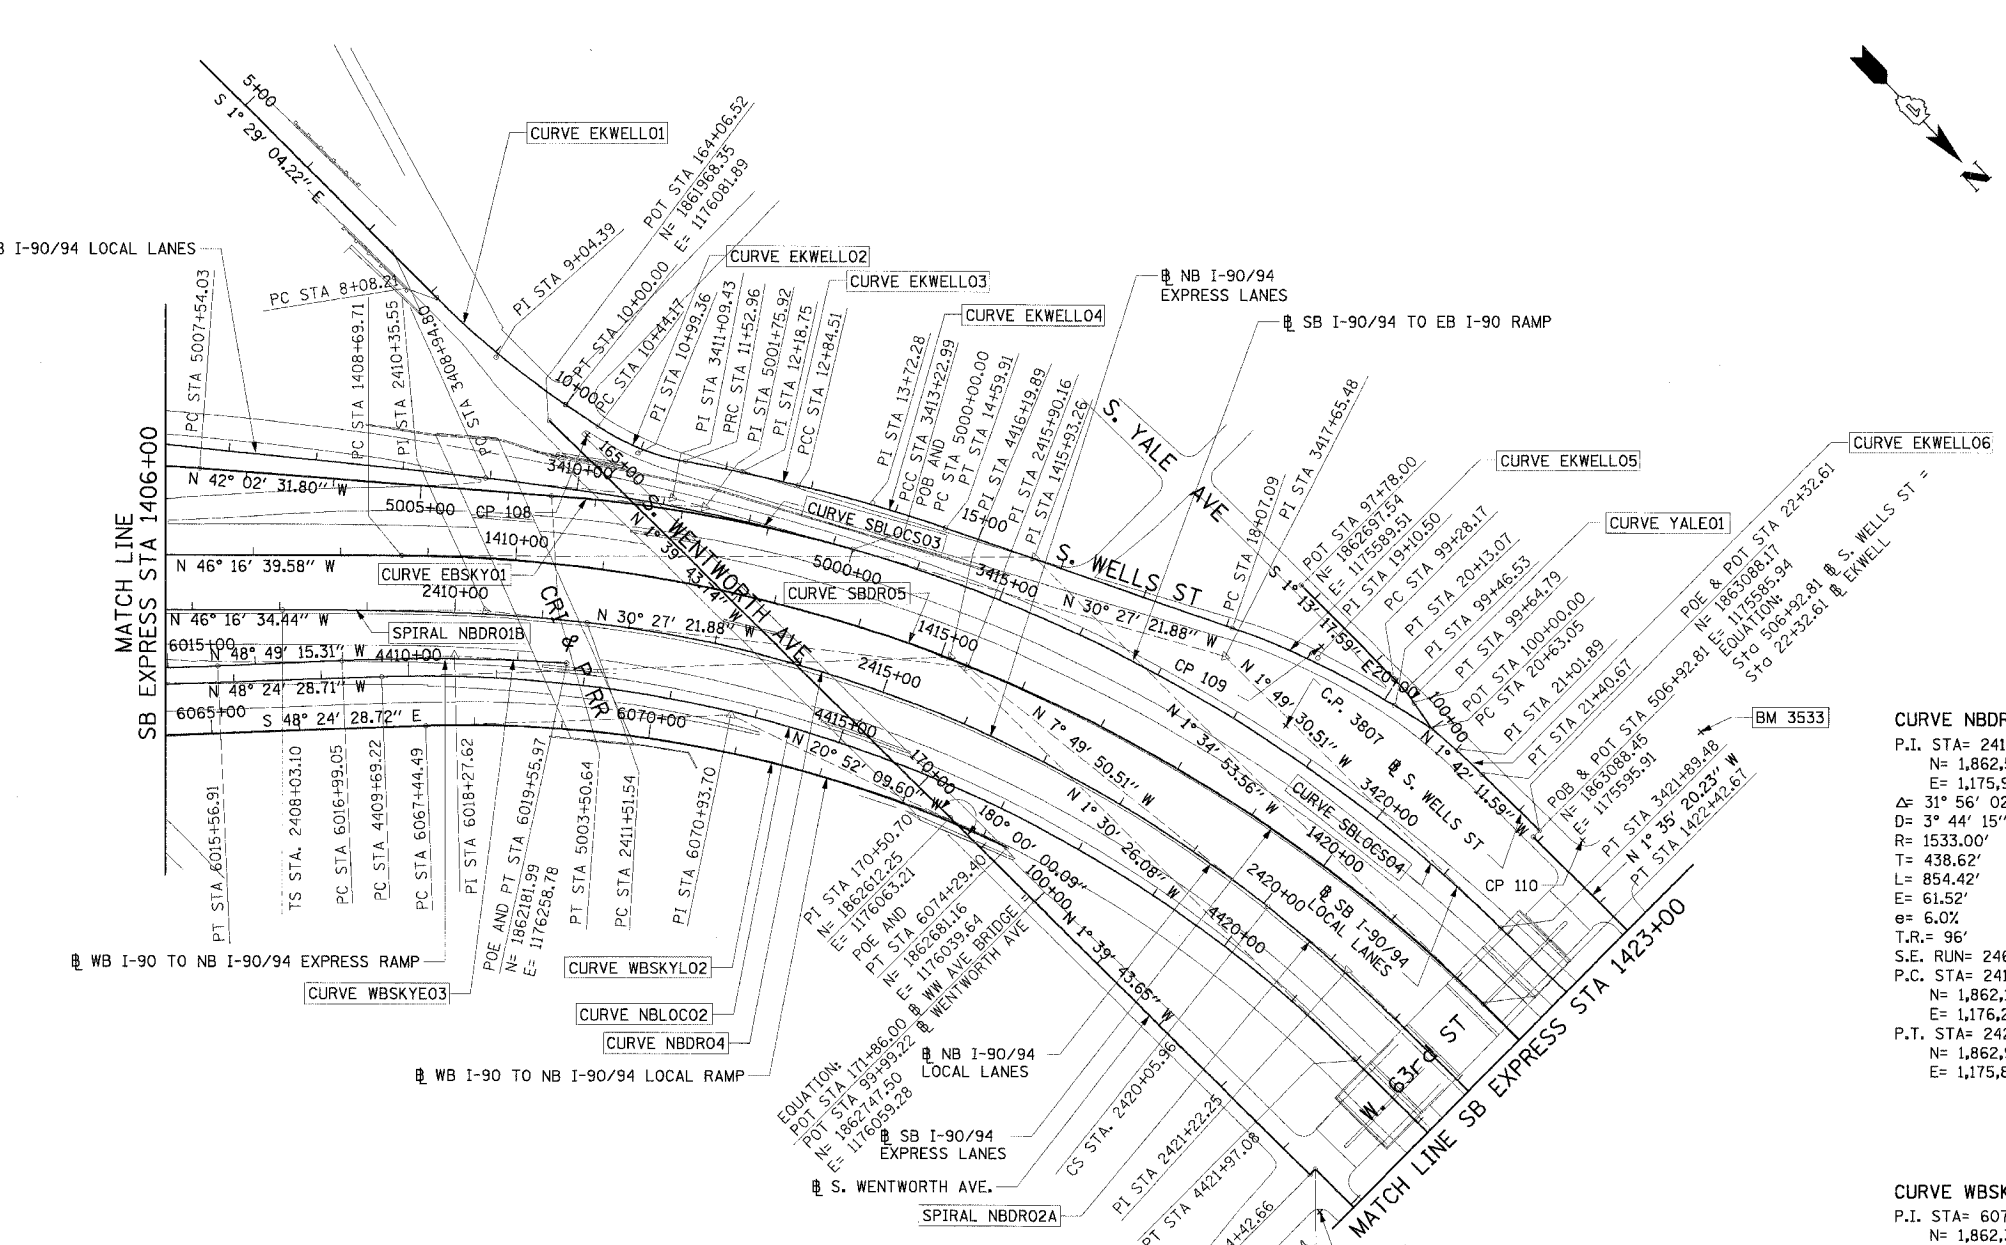 5+00
S 1° 29' 04.22" E
CURVE EKWELL01
POT STA 164+06.52
N= 1861968.35
E= 1176081.89
N
PI STA 9+04.39
B I-90/94 LOCAL LANES
PC STA 5007+54.03
PC STA 8+08.21
PC STA 1408+69.71
PI STA 2410+35.55
PC STA 3408+94.80
PT STA 10+00.00
10+00
PC STA 10+44.17
PI STA 10+99.36
CURVE EKWELL02
PI STA 3411+09.43
PRC STA 11+52.96
PI STA 5001+75.92
PI STA 12+18.75
PCC STA 12+84.51
CURVE EKWELL03
CURVE EKWELL04
PI STA 13+72.28
PCC STA 3413+22.99
POB AND
PC STA 5000+00.00
PT STA 14+59.91
PI STA 4416+19.89
PI STA 2415+90.16
PI STA 1415+93.26
℄ NB I-90/94
EXPRESS LANES
℄ SB I-90/94 TO EB I-90 RAMP
S. YALE AVE
PC STA 18+07.09
PI STA 3417+65.48
POT STA 97+78.00
N= 1862697.54
E= 1175589.51
PI STA 19+10.50
PC STA 99+28.17
CURVE EKWELL05
PT STA 20+13.07
PI STA 99+46.53
PT STA 99+64.79
CURVE YALE01
POT STA 100+00.00
PC STA 20+63.05
PI STA 21+01.89
PT STA 21+40.67
CURVE EKWELL06
POE & POT STA 22+32.61
N= 1863088.17
E= 1175585.94
EQUATION:
Sta 506+92.81 ℄ S. WELLS ST =
Sta 22+32.61 ℄ EKWELL
POB & POT STA 506+92.81
N= 1863088.45
E= 1175595.91
PT STA 3421+89.48
N 1° 35' 20.23" W
PT STA 1422+42.67
BM 3533
MATCH LINE
SB EXPRESS STA 1406+00
N 42° 02' 31.80" W
5005+00
CP 108
1410+00
165+00
3410+00
S. WENTWORTH AVE
N 1° 39' 43.74" W
CURVE SBLOCS03
15+00
5000+00
3415+00
S. WELLS ST
N 30° 27' 21.88" W
S 1° 13' 17.59" E
20+00
100+00
N 46° 16' 39.58" W
CURVE EBSKY01
2410+00
CURVE SBDR05
N 46° 16' 34.44" W
SPIRAL NBDR01B
CRI & P RR
N 30° 27' 21.88" W
1415+00
2415+00
CP 109
N 1° 49' 30.51" W
C.P. 3807
N 1° 42' 11.59" W
6015+00
N 48° 49' 15.31" W
4410+00
N 48° 24' 28.71" W
6065+00
S 48° 24' 28.72" E
6070+00
4415+00
N 20° 52' 09.60" W
170+00
N 7° 49' 50.51" W
N 1° 34' 53.56" W
N 1° 30' 26.08" W
180° 00' 00.09"
100+00
N 1° 39' 43.65" W
3420+00
℄ S. WELLS ST
CURVE SBLOCS04
1420+00
2420+00
4420+00
℄ SB I-90/94
LOCAL LANES
CP 110
PT STA 6015+56.91
TS STA. 2408+03.10
PC STA 6016+99.05
PC STA 4409+69.22
PC STA 6067+44.49
PI STA 6018+27.62
POE AND PT STA 6019+55.97
N= 1862181.99
E= 1176258.78
PT STA 5003+50.64
PC STA 2411+51.54
PI STA 6070+93.70
PI STA 170+50.70
N= 1862612.25
E= 1176063.21
POE AND
PT STA 6074+29.40
N= 1862681.16
E= 1176039.64
EQUATION:
POT STA 171+86.00 ℄ WW AVE BRIDGE =
POT STA 99+99.22 ℄ WENTWORTH AVE
N= 1862747.50
E= 1176059.28
℄ WB I-90 TO NB I-90/94 EXPRESS RAMP
CURVE WBSKYE03
CURVE WBSKYL02
CURVE NBLOC02
CURVE NBDR04
℄ WB I-90 TO NB I-90/94 LOCAL RAMP
℄ NB I-90/94
LOCAL LANES
℄ SB I-90/94
EXPRESS LANES
℄ S. WENTWORTH AVE.
SPIRAL NBDR02A
CS STA. 2420+05.96
PI STA 2421+22.25
PT STA 4421+97.08
+42.66
W. 63rd ST
MATCH LINE SB EXPRESS STA 1423+00
CURVE NBDR
P.I. STA= 241
N= 1,862,5
E= 1,175,9
Δ= 31° 56' 02
D= 3° 44' 15"
R= 1533.00'
T= 438.62'
L= 854.42'
E= 61.52'
e= 6.0%
T.R.= 96'
S.E. RUN= 246
P.C. STA= 241
N= 1,862,
E= 1,176,2
P.T. STA= 242
N= 1,862,9
E= 1,175,8
CURVE WBSK
P.I. STA= 607
N= 1,862,